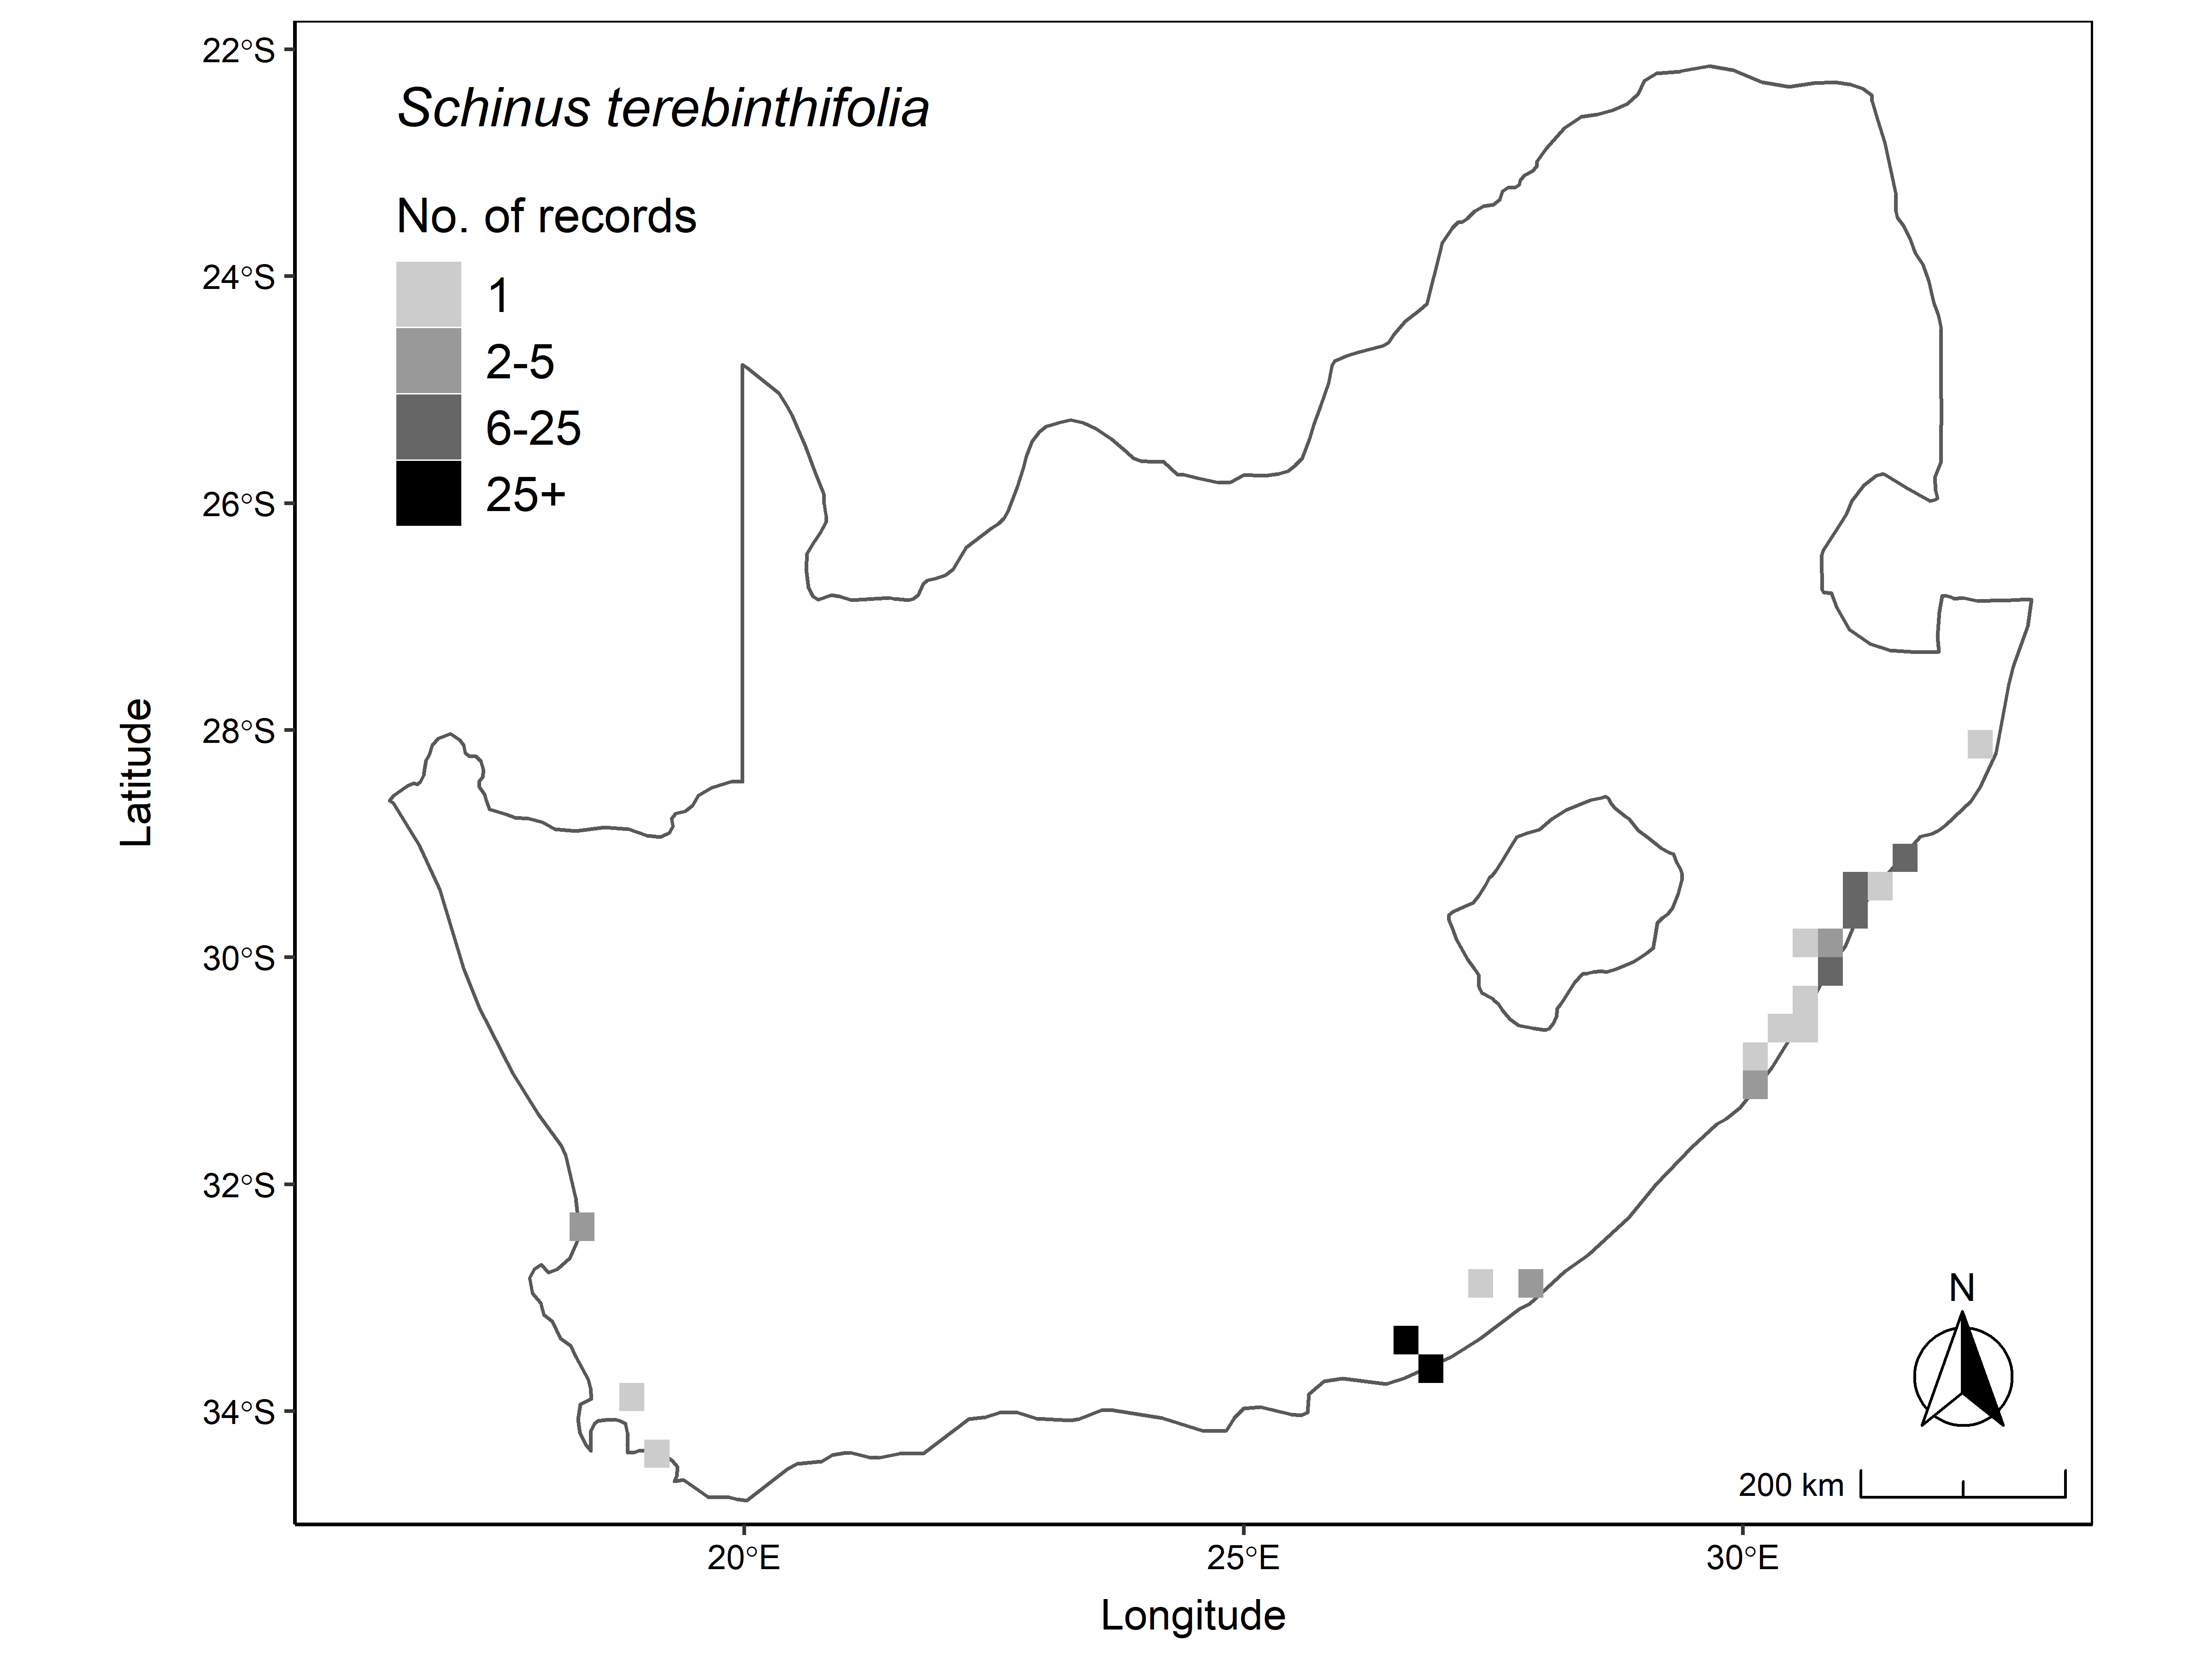 Schinus terebinthifolia
No. of records
1
2-5
6-25
25+
22°S
24°S
26°S
28°S
30°S
32°S
34°S
Latitude
N
200 km
20°E
25°E
30°E
Longitude